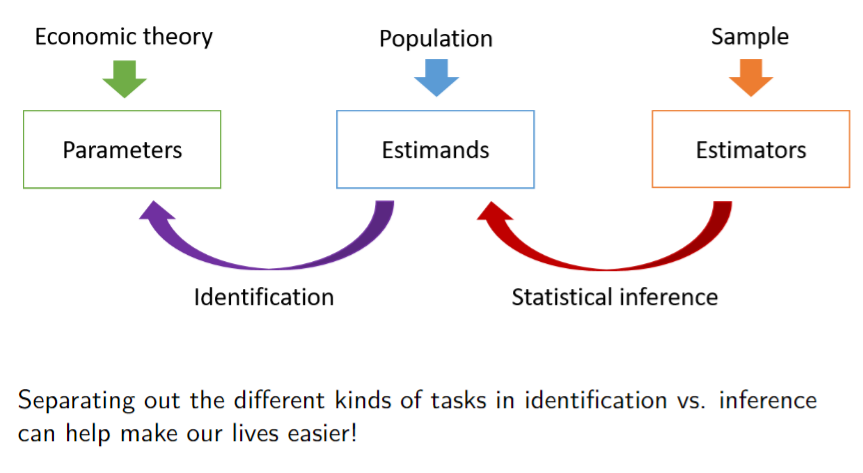 Economic theory
Population
Sample
Parameters
Estimands
Estimators
Identification
Statistical inference
Separating out the different kinds of tasks in identification vs. inference
can help make our lives easier!